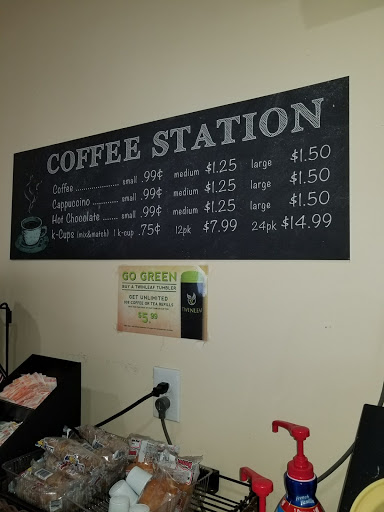 COFFEE STATION
Coffee .................... small .99¢ medium $1.25 large $1.50
Cappuccino ............ small .99¢ medium $1.25 large $1.50
Hot Chocolate ........ small .99¢ medium $1.25 large $1.50
k-Cups (mix&match) 1 k-cup .75¢ 12pk $7.99 24pk $14.99
GO GREEN
BUY A TWINLEAF TUMBLER
GET UNLIMITED
TWINLEAF
$5.99